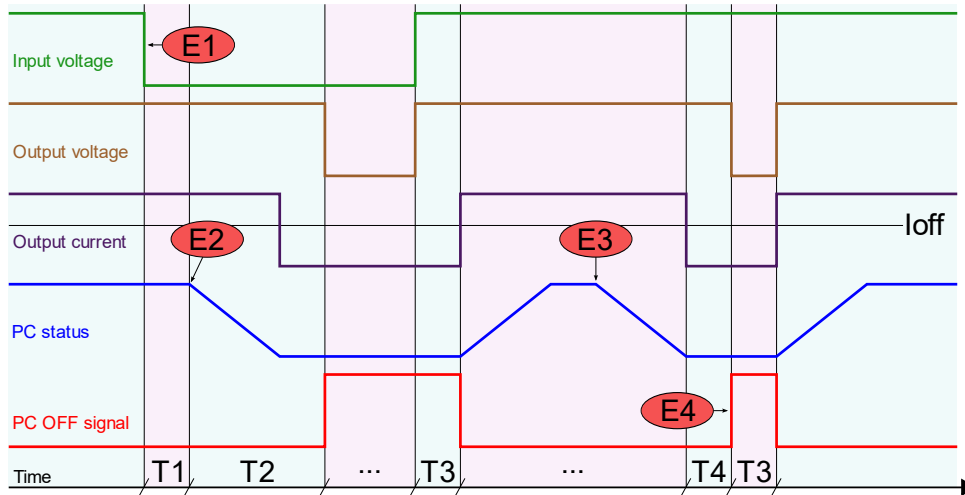 E1
Input voltage
Output voltage
Ioff
Output current
E2
E3
PC status
E4
PC OFF signal
Time
T1
T2
...
T3
...
T4
T3